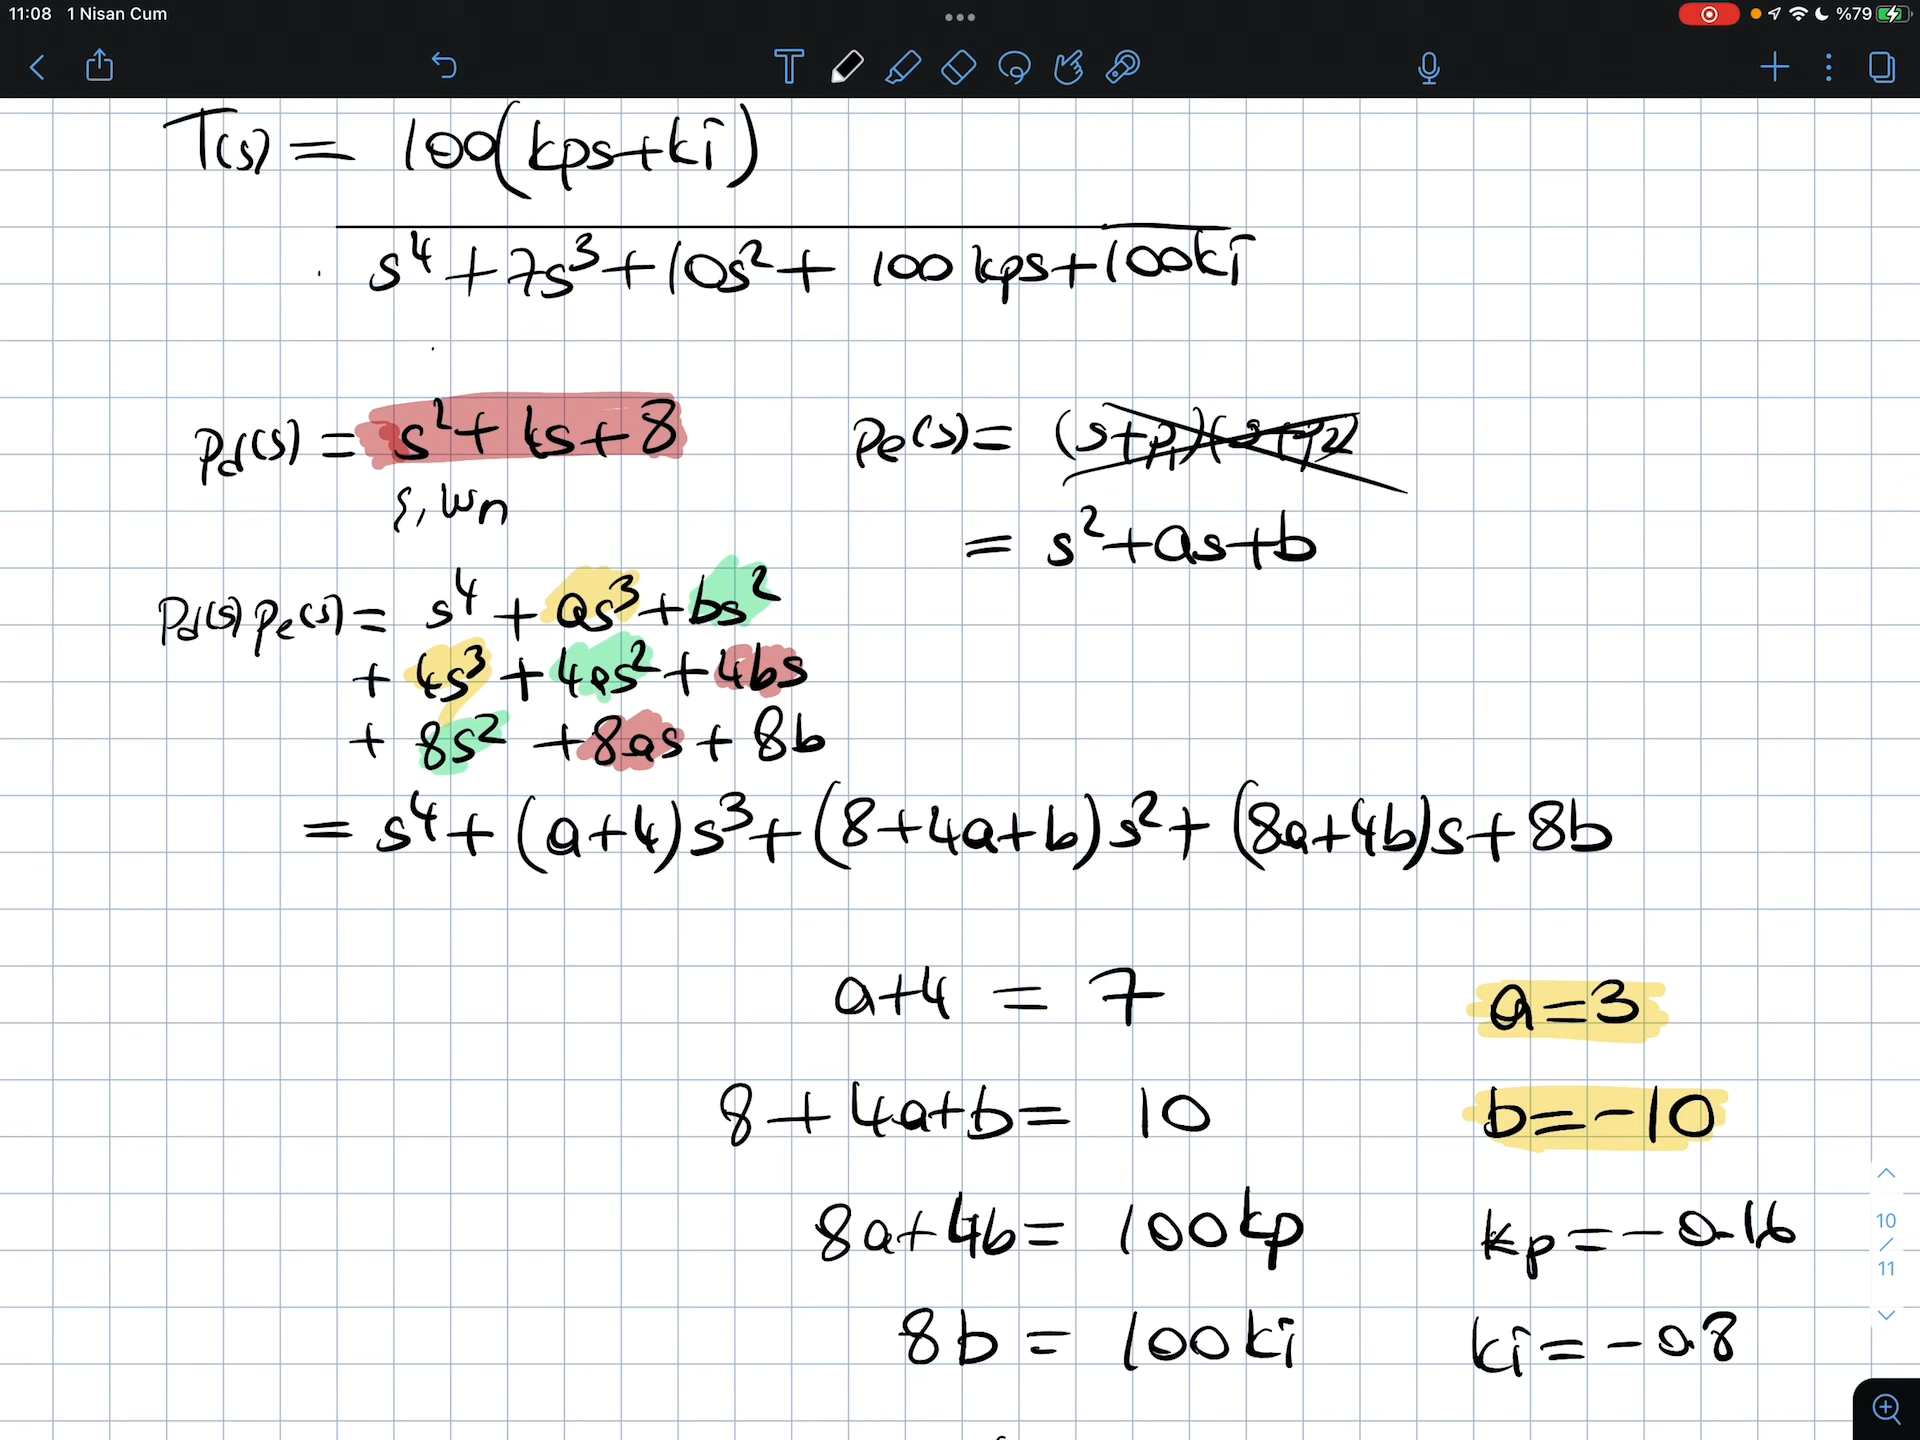 11:08 1 Nisan Cum
%79
T(s) = 100(kps+ki)
s⁴+7s³+10s²+ 100kps+100ki
Pd(s) = s²+4s+8
Pe(s) = (s+p1)(s+p2)
ξ, wn
= s²+as+b
Pd(s) Pe(s) = s⁴ + as³ + bs²
+ 4s³ + 4as² + 4bs
+ 8s² + 8as + 8b
= s⁴+(a+4)s³+(8+4a+b)s²+(8a+4b)s+8b
a+4 = 7 a=3
8+4a+b= 10 b=-10
8a+4b= 100kp kp=-0.16
8b = 100ki ki=-0.8
10
/
11